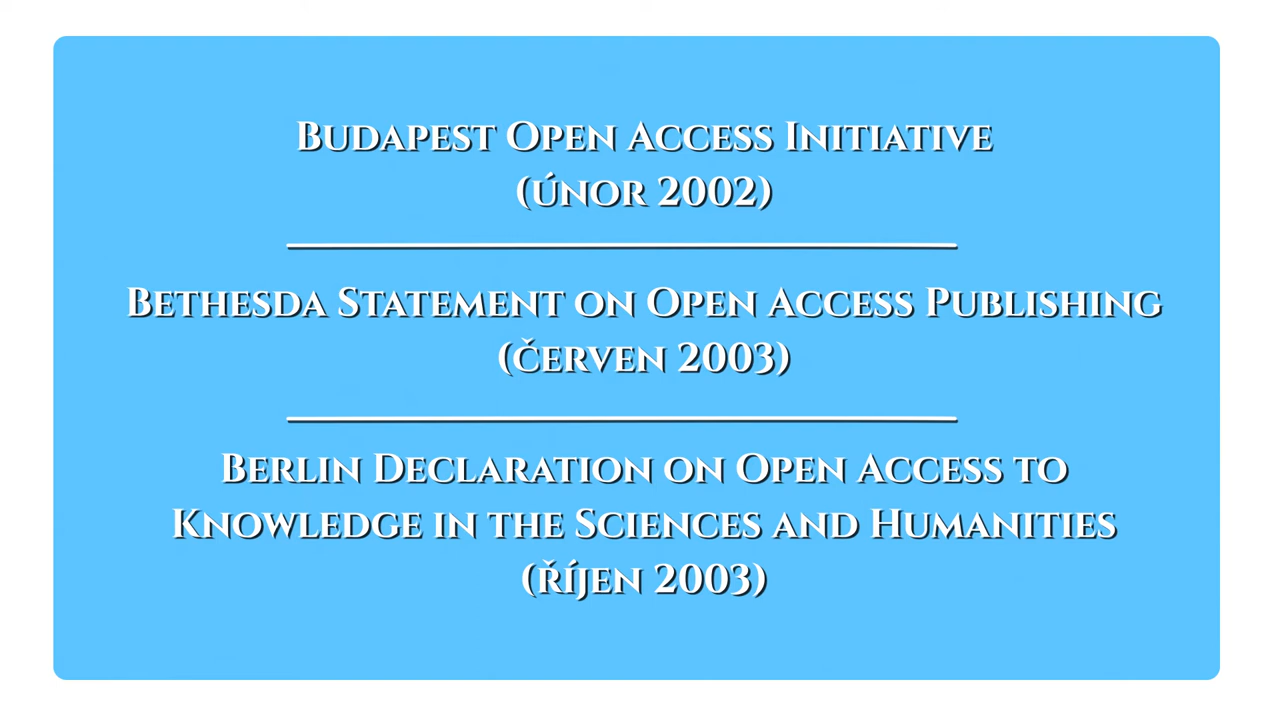 Budapest Open Access Initiative
(únor 2002)
Bethesda Statement on Open Access Publishing
(červen 2003)
Berlin Declaration on Open Access to
Knowledge in the Sciences and Humanities
(říjen 2003)